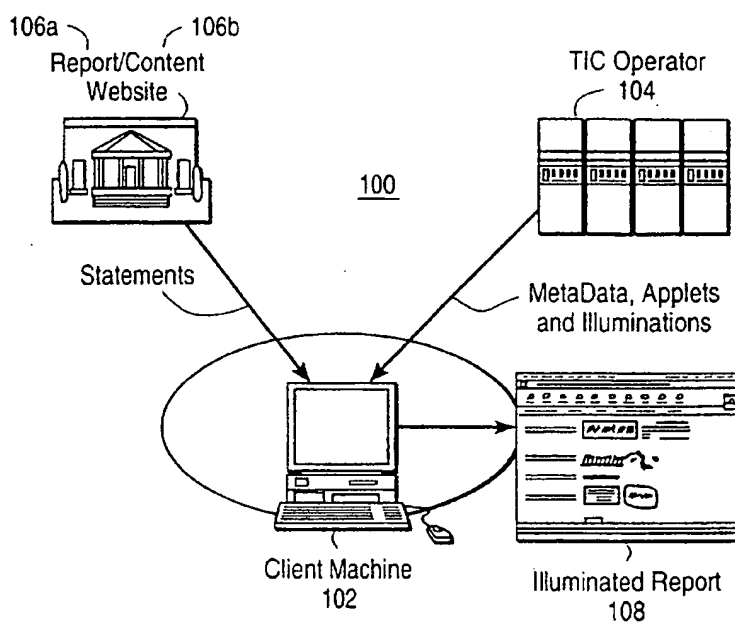 106a 106b
Report/Content
Website
TIC Operator
104
100
Statements
MetaData, Applets
and Illuminations
Client Machine
102
Illuminated Report
108